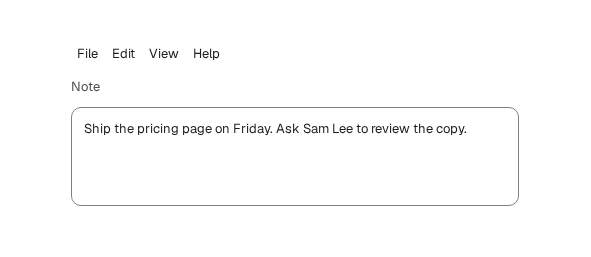 File Edit View Help
Note
Ship the pricing page on Friday. Ask Sam Lee to review the copy.